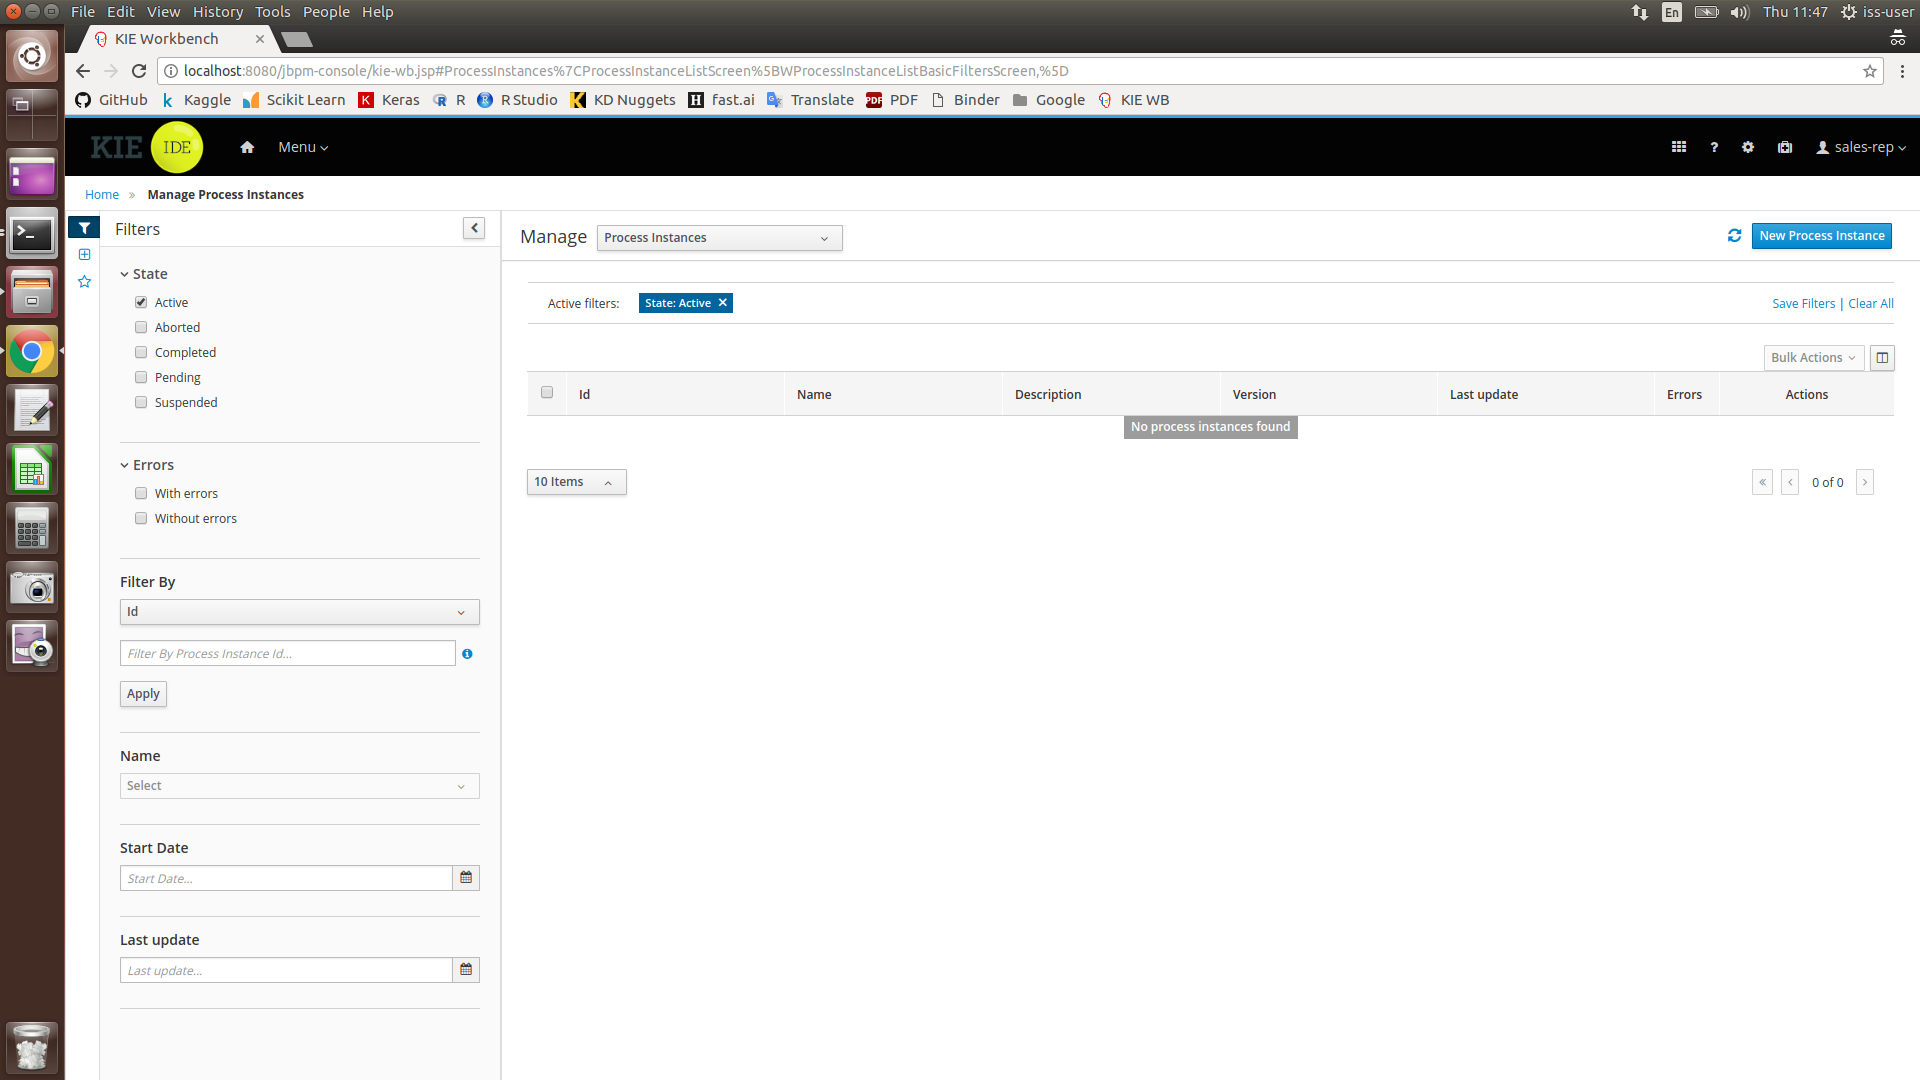 File Edit View History Tools People Help
En
Thu 11:47
iss-user
KIE Workbench
localhost:8080/jbpm-console/kie-wb.jsp#ProcessInstances%7CProcessInstanceListScreen%5BWProcessInstanceListBasicFiltersScreen,%5D
GitHub Kaggle Scikit Learn Keras R R Studio KD Nuggets fast.ai Translate PDF Binder Google KIE WB
KIE IDE Menu sales-rep
Home » Manage Process Instances
Filters
Manage Process Instances New Process Instance
State
Active
Aborted
Completed
Pending
Suspended
Errors
With errors
Without errors
Filter By
Id
Filter By Process Instance Id...
Apply
Name
Select
Start Date
Start Date...
Last update
Last update...
Active filters: State: Active Save Filters | Clear All
Bulk Actions
Id Name Description Version Last update Errors Actions
No process instances found
10 Items
0 of 0